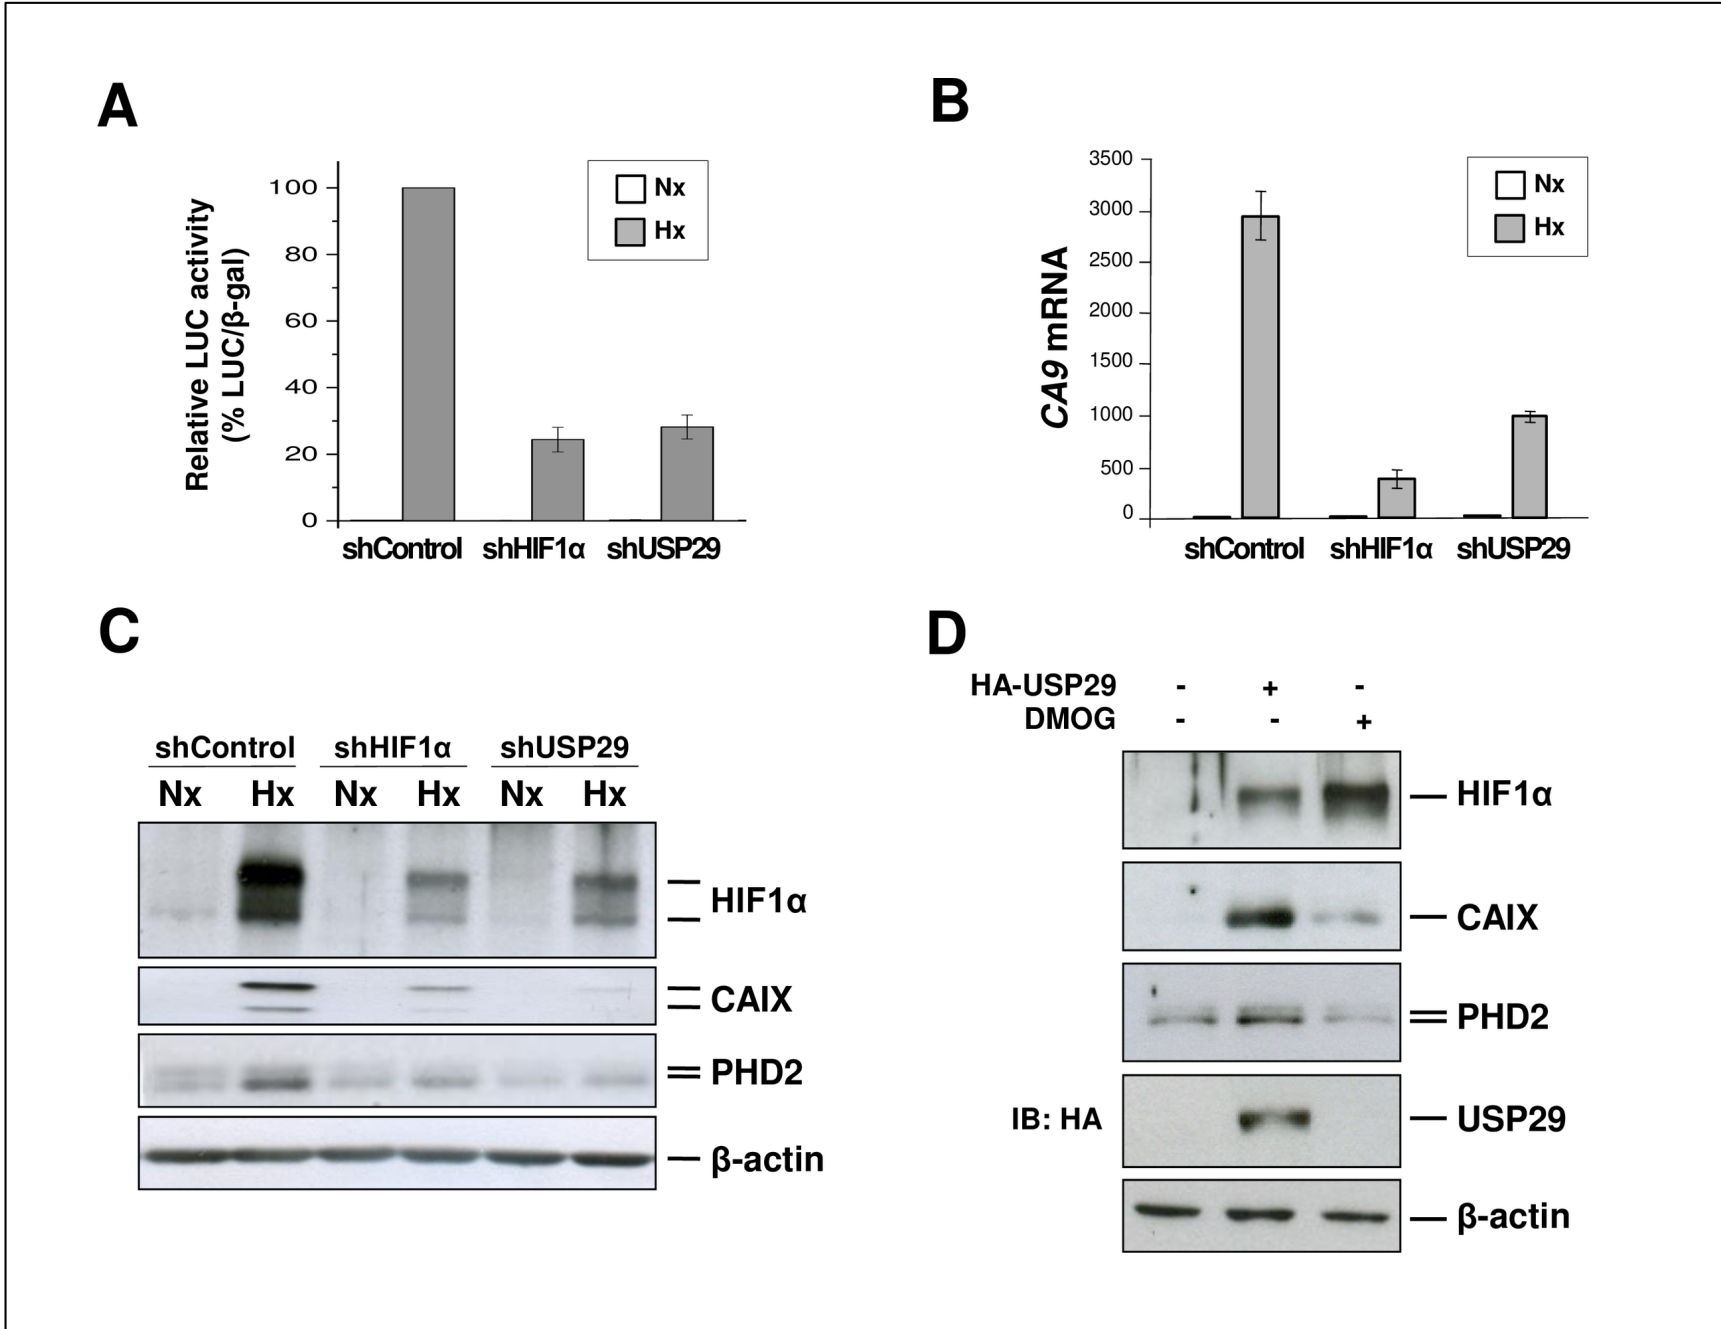 A
Relative LUC activity
(% LUC/β-gal)
100
80
60
40
20
0
Nx
Hx
shControl shHIF1α shUSP29
B
CA9 mRNA
3500
3000
2500
2000
1500
1000
500
0
Nx
Hx
shControl shHIF1α shUSP29
C
shControl shHIF1α shUSP29
Nx Hx Nx Hx Nx Hx
HIF1α
CAIX
PHD2
β-actin
D
HA-USP29 - + -
DMOG - - +
HIF1α
CAIX
PHD2
IB: HA USP29
β-actin